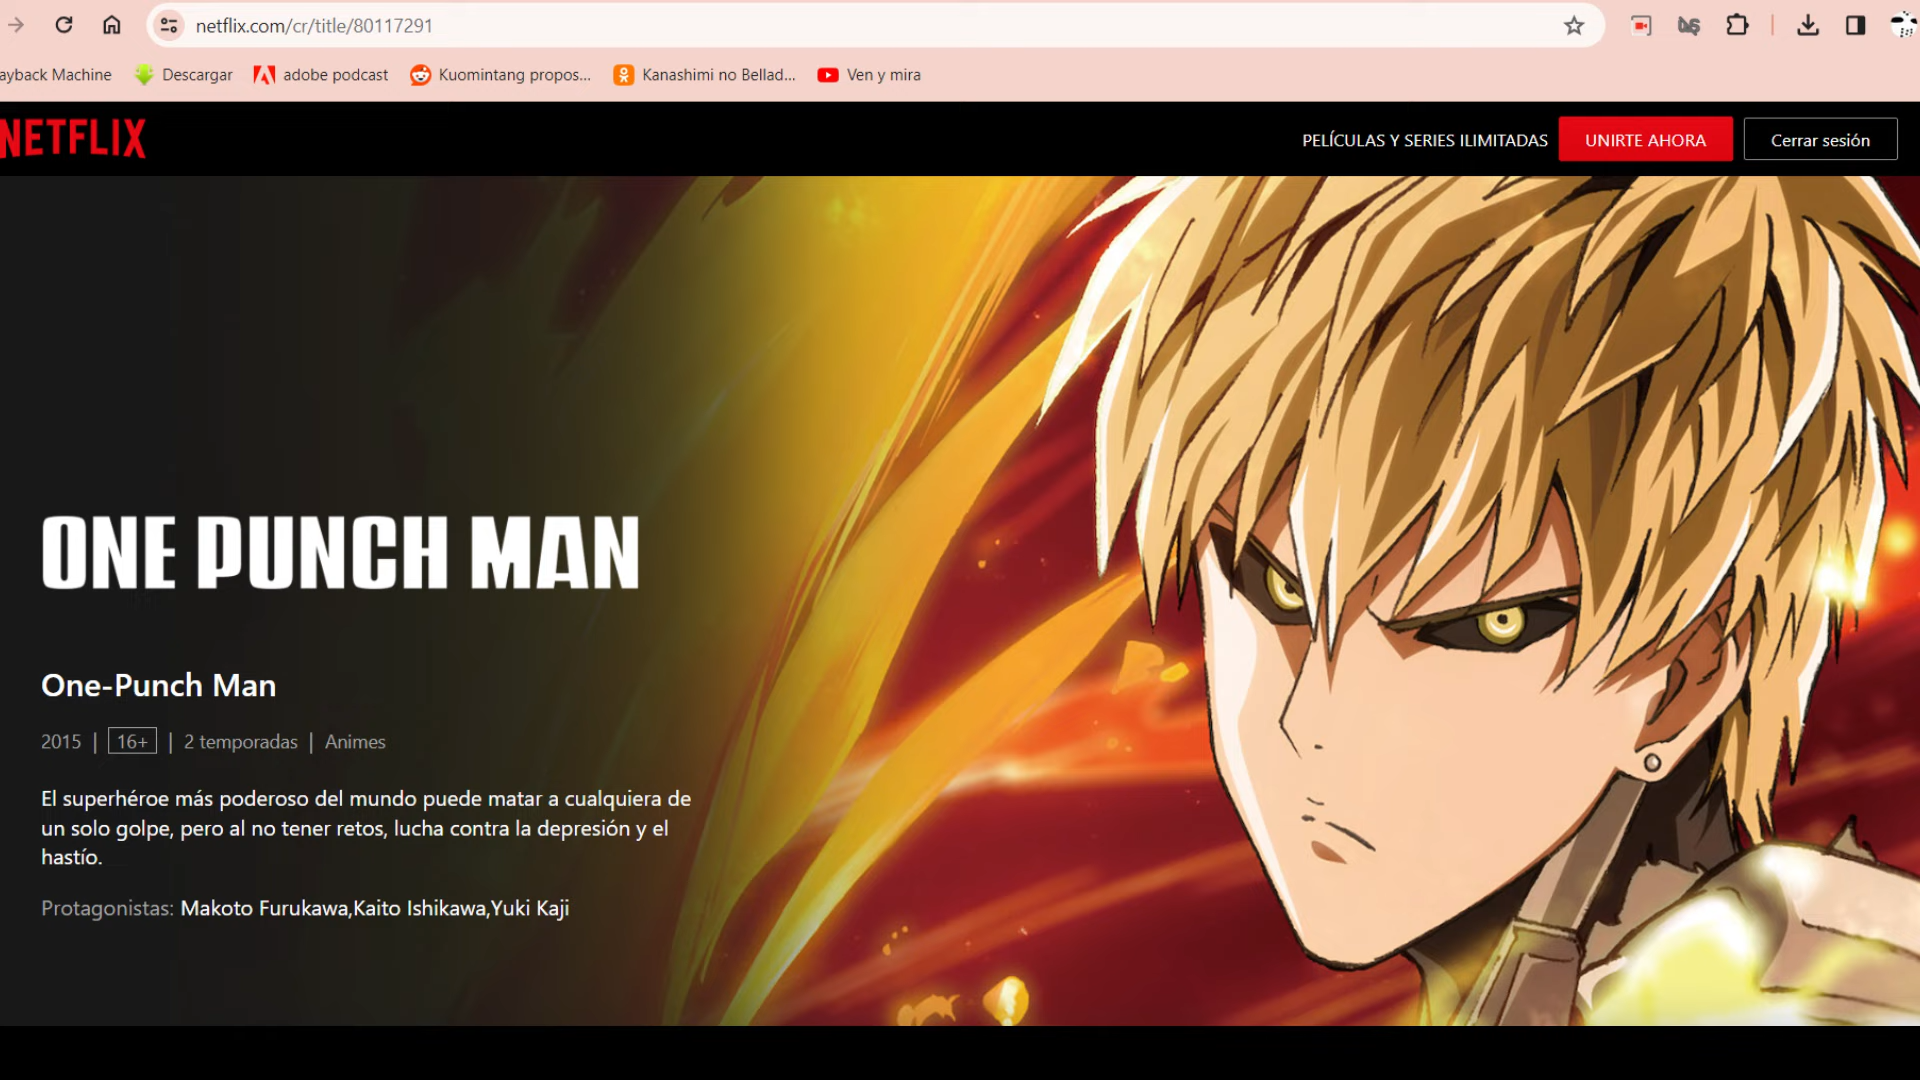 netflix.com/cr/title/80117291
ayback Machine Descargar adobe podcast Kuomintang propos... Kanashimi no Bellad... Ven y mira
NETFLIX PELÍCULAS Y SERIES ILIMITADAS UNIRTE AHORA Cerrar sesión
ONE PUNCH MAN
One-Punch Man
2015 | 16+ | 2 temporadas | Animes
El superhéroe más poderoso del mundo puede matar a cualquiera de
un solo golpe, pero al no tener retos, lucha contra la depresión y el
hastío.
Protagonistas: Makoto Furukawa,Kaito Ishikawa,Yuki Kaji